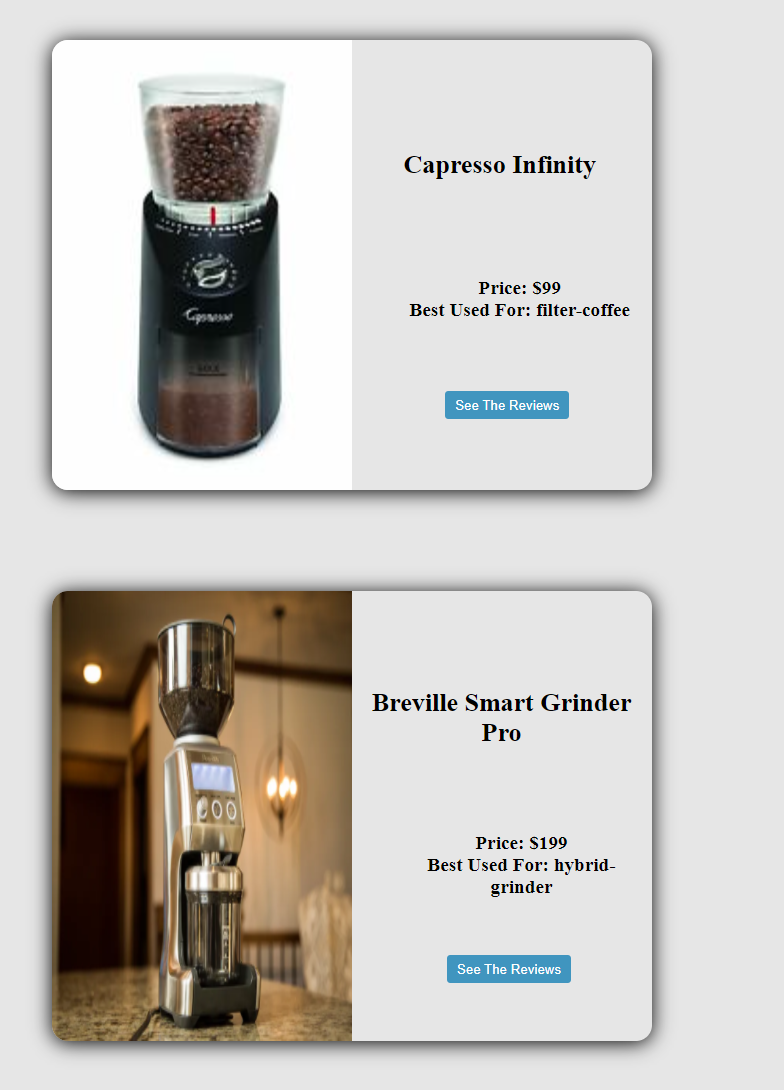 Capresso
MAX
Capresso Infinity
Price: $99
Best Used For: filter-coffee
See The Reviews
Breville Smart Grinder
Pro
Price: $199
Best Used For: hybrid-
grinder
See The Reviews